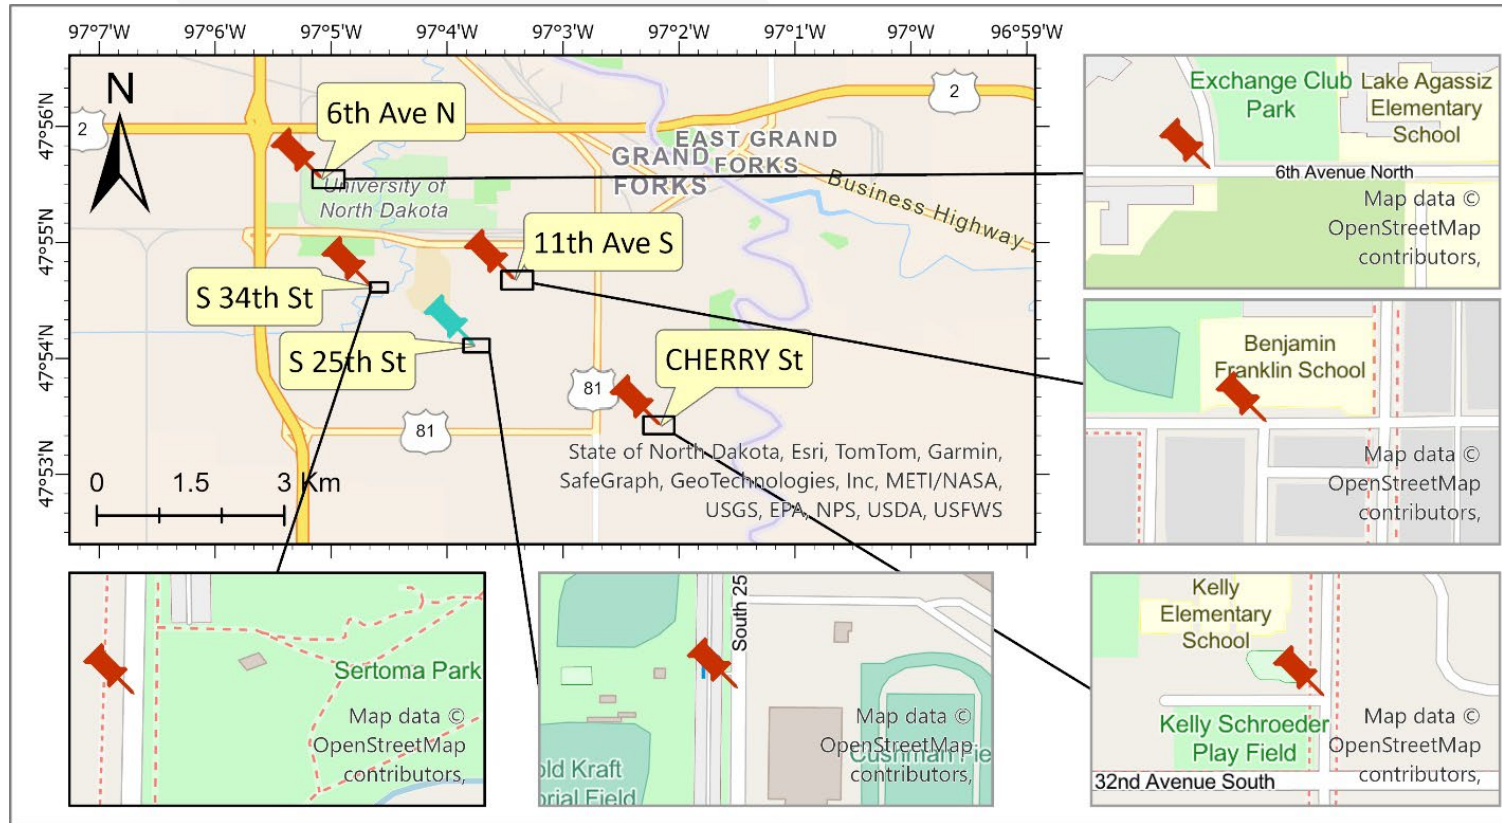 97°7'W 97°6'W 97°5'W 97°4'W 97°3'W 97°2'W 97°1'W 97°W 96°59'W
47°56'N
47°55'N
47°54'N
47°53'N
N
2
2
6th Ave N
EAST GRAND
FORKS
GRAND
FORKS
University of
North Dakota
Business Highway
11th Ave S
S 34th St
S 25th St
CHERRY St
81
81
0 1.5 3 Km
State of North Dakota, Esri, TomTom, Garmin,
SafeGraph, GeoTechnologies, Inc, METI/NASA,
USGS, EPA, NPS, USDA, USFWS
Exchange Club
Park
Lake Agassiz
Elementary
School
6th Avenue North
Map data ©
OpenStreetMap
contributors,
Benjamin
Franklin School
Map data ©
OpenStreetMap
contributors,
Sertoma Park
Map data ©
OpenStreetMap
contributors,
South 25
old Kraft
orial Field
Cushman Fie
Map data ©
OpenStreetMap
contributors,
Kelly
Elementary
School
Kelly Schroeder
Play Field
32nd Avenue South
Map data ©
OpenStreetMap
contributors,